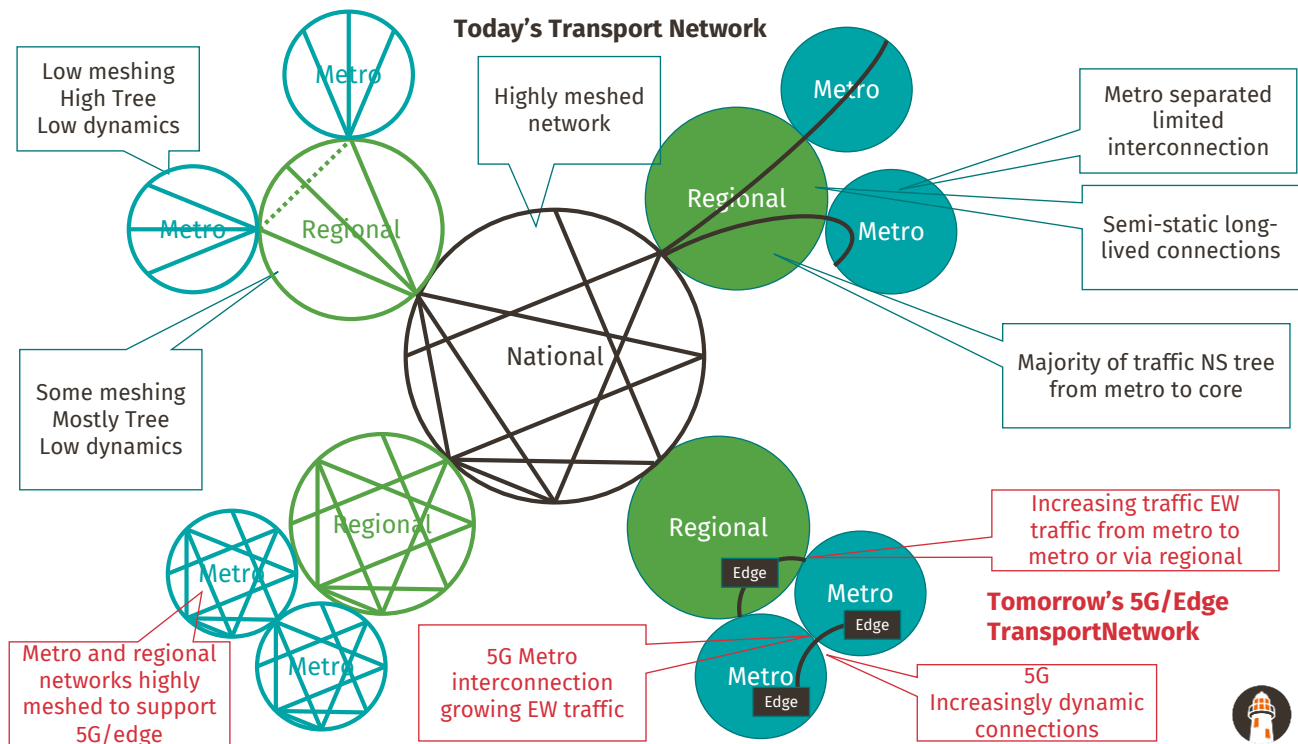 Today's Transport Network
Low meshing
High Tree
Low dynamics
Metro
Highly meshed
network
Metro
Metro separated
limited
interconnection
Metro
Regional
Regional
Metro
Semi-static long-
lived connections
National
Some meshing
Mostly Tree
Low dynamics
Majority of traffic NS tree
from metro to core
Regional
Metro
Metro
Metro and regional
networks highly
meshed to support
5G/edge
Regional
Edge
Metro
Edge
Metro
Edge
Increasing traffic EW
traffic from metro to
metro or via regional
Tomorrow's 5G/Edge
TransportNetwork
5G Metro
interconnection
growing EW traffic
5G
Increasingly dynamic
connections